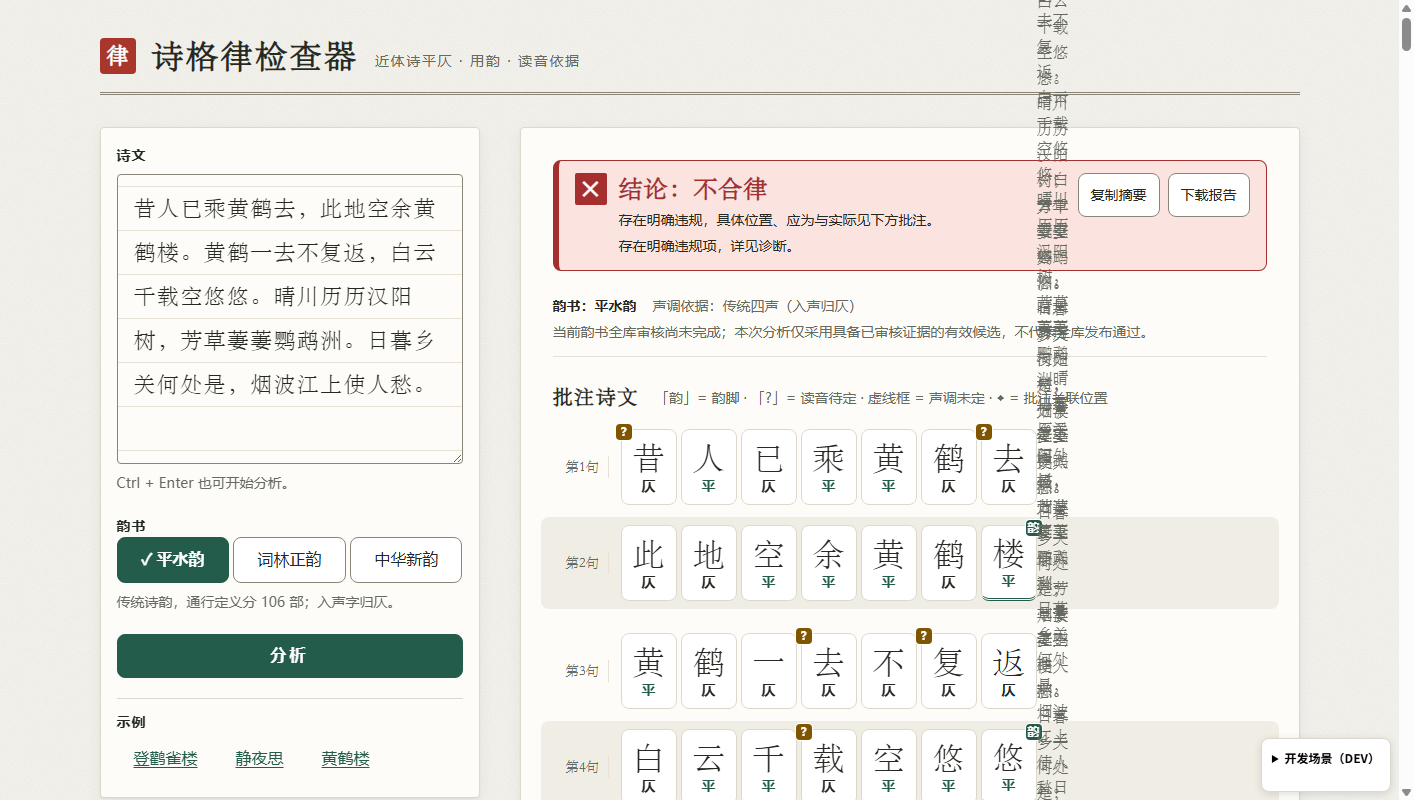 律 诗格律检查器 近体诗平仄 · 用韵 · 读音依据
诗文
昔人已乘黄鹤去，此地空余黄
鹤楼。黄鹤一去不复返，白云
千载空悠悠。晴川历历汉阳
树，芳草萋萋鹦鹉洲。日暮乡
关何处是，烟波江上使人愁。
Ctrl + Enter 也可开始分析。
韵书
✓ 平水韵 词林正韵 中华新韵
传统诗韵，通行定义分 106 部；入声字归仄。
分析
示例
登鹳雀楼 静夜思 黄鹤楼
结论：不合律
复制摘要 下载报告
存在明确违规，具体位置、应为与实际见下方批注。
存在明确违规项，详见诊断。
韵书：平水韵 声调依据：传统四声（入声归仄）
当前韵书全库审核尚未完成；本次分析仅采用具备已审核证据的有效候选，不代表全库发布通过。
批注诗文 「韵」= 韵脚 · 「?」= 读音待定 · 虚线框 = 声调未定 · ⬥ = 批注关联位置
? ?
第1句 昔 人 已 乘 黄 鹤 去
仄 平 仄 平 平 仄 仄
韵
第2句 此 地 空 余 黄 鹤 楼
仄 仄 平 平 平 仄 平
? ?
第3句 黄 鹤 一 去 不 复 返
平 仄 仄 仄 仄 仄 仄
? 韵
第4句 白 云 千 载 空 悠 悠
仄 平 平 仄 平 平 平
▶ 开发场景（DEV）